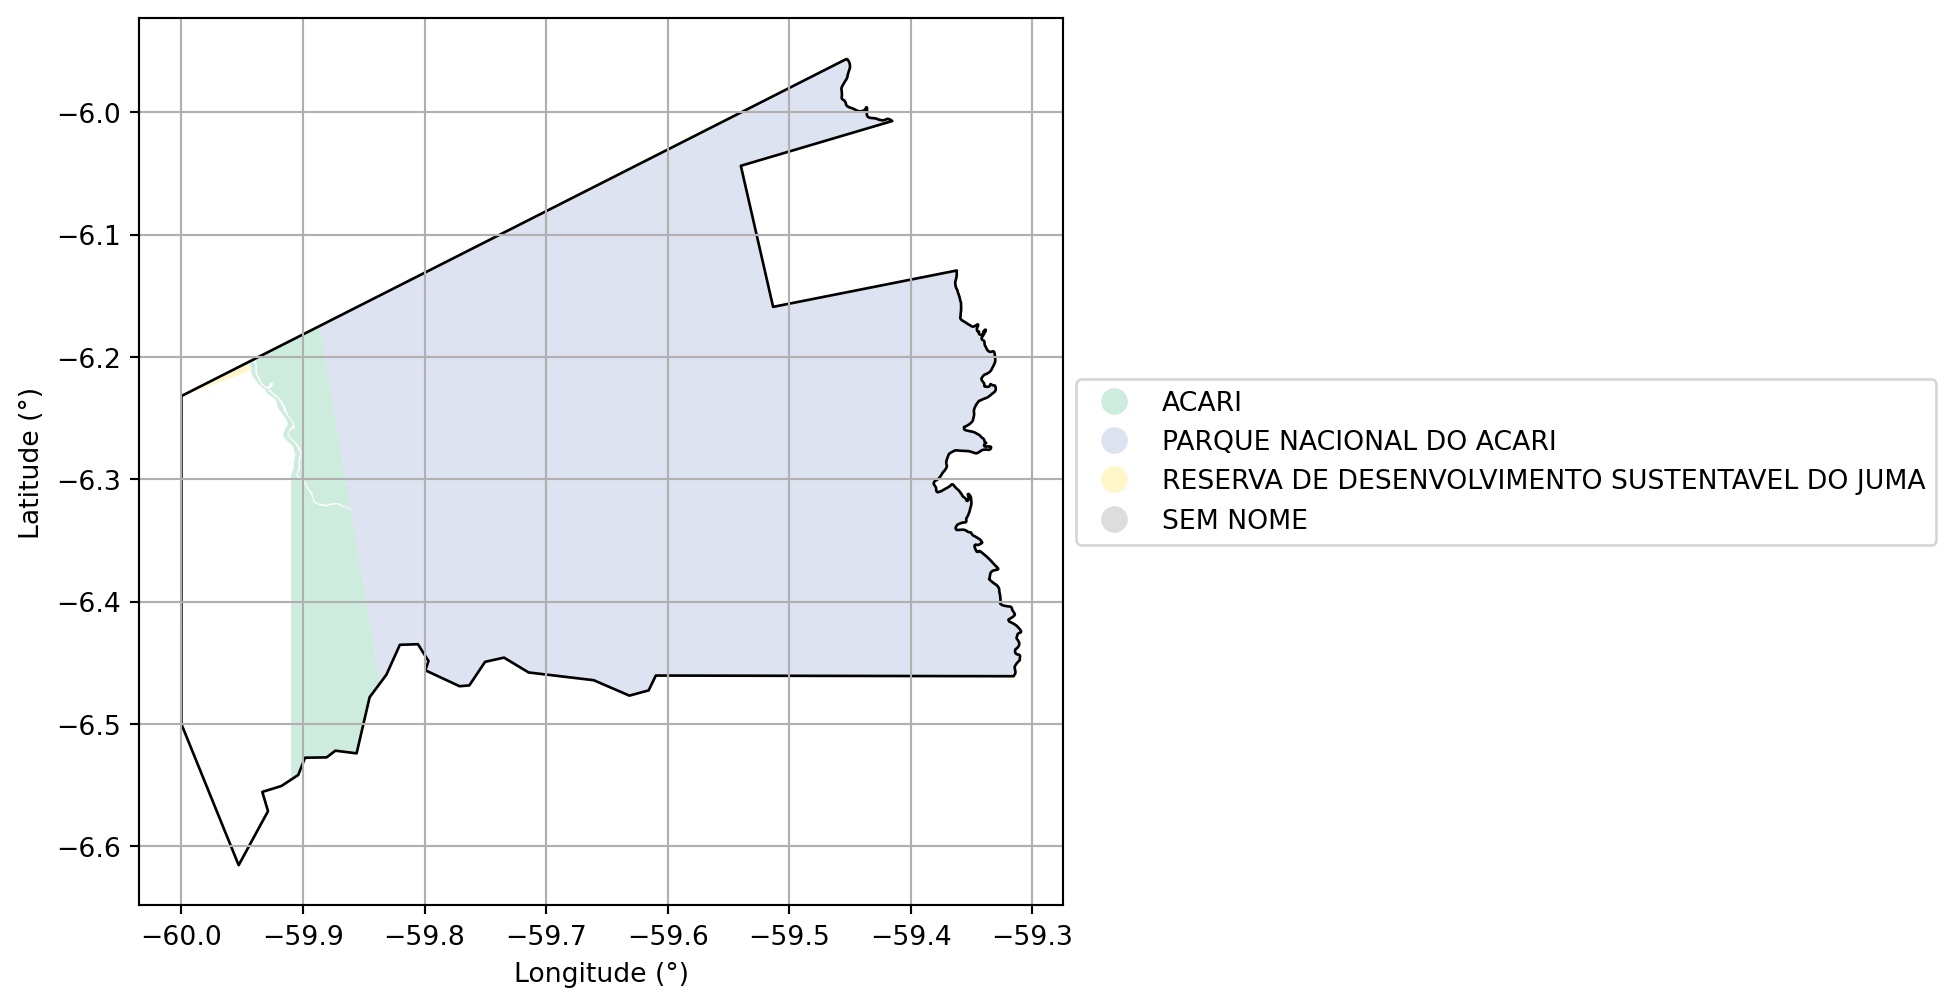 −6.0
−6.1
−6.2
−6.3
−6.4
−6.5
−6.6
Latitude (°)
−60.0 −59.9 −59.8 −59.7 −59.6 −59.5 −59.4 −59.3
Longitude (°)
ACARI
PARQUE NACIONAL DO ACARI
RESERVA DE DESENVOLVIMENTO SUSTENTAVEL DO JUMA
SEM NOME